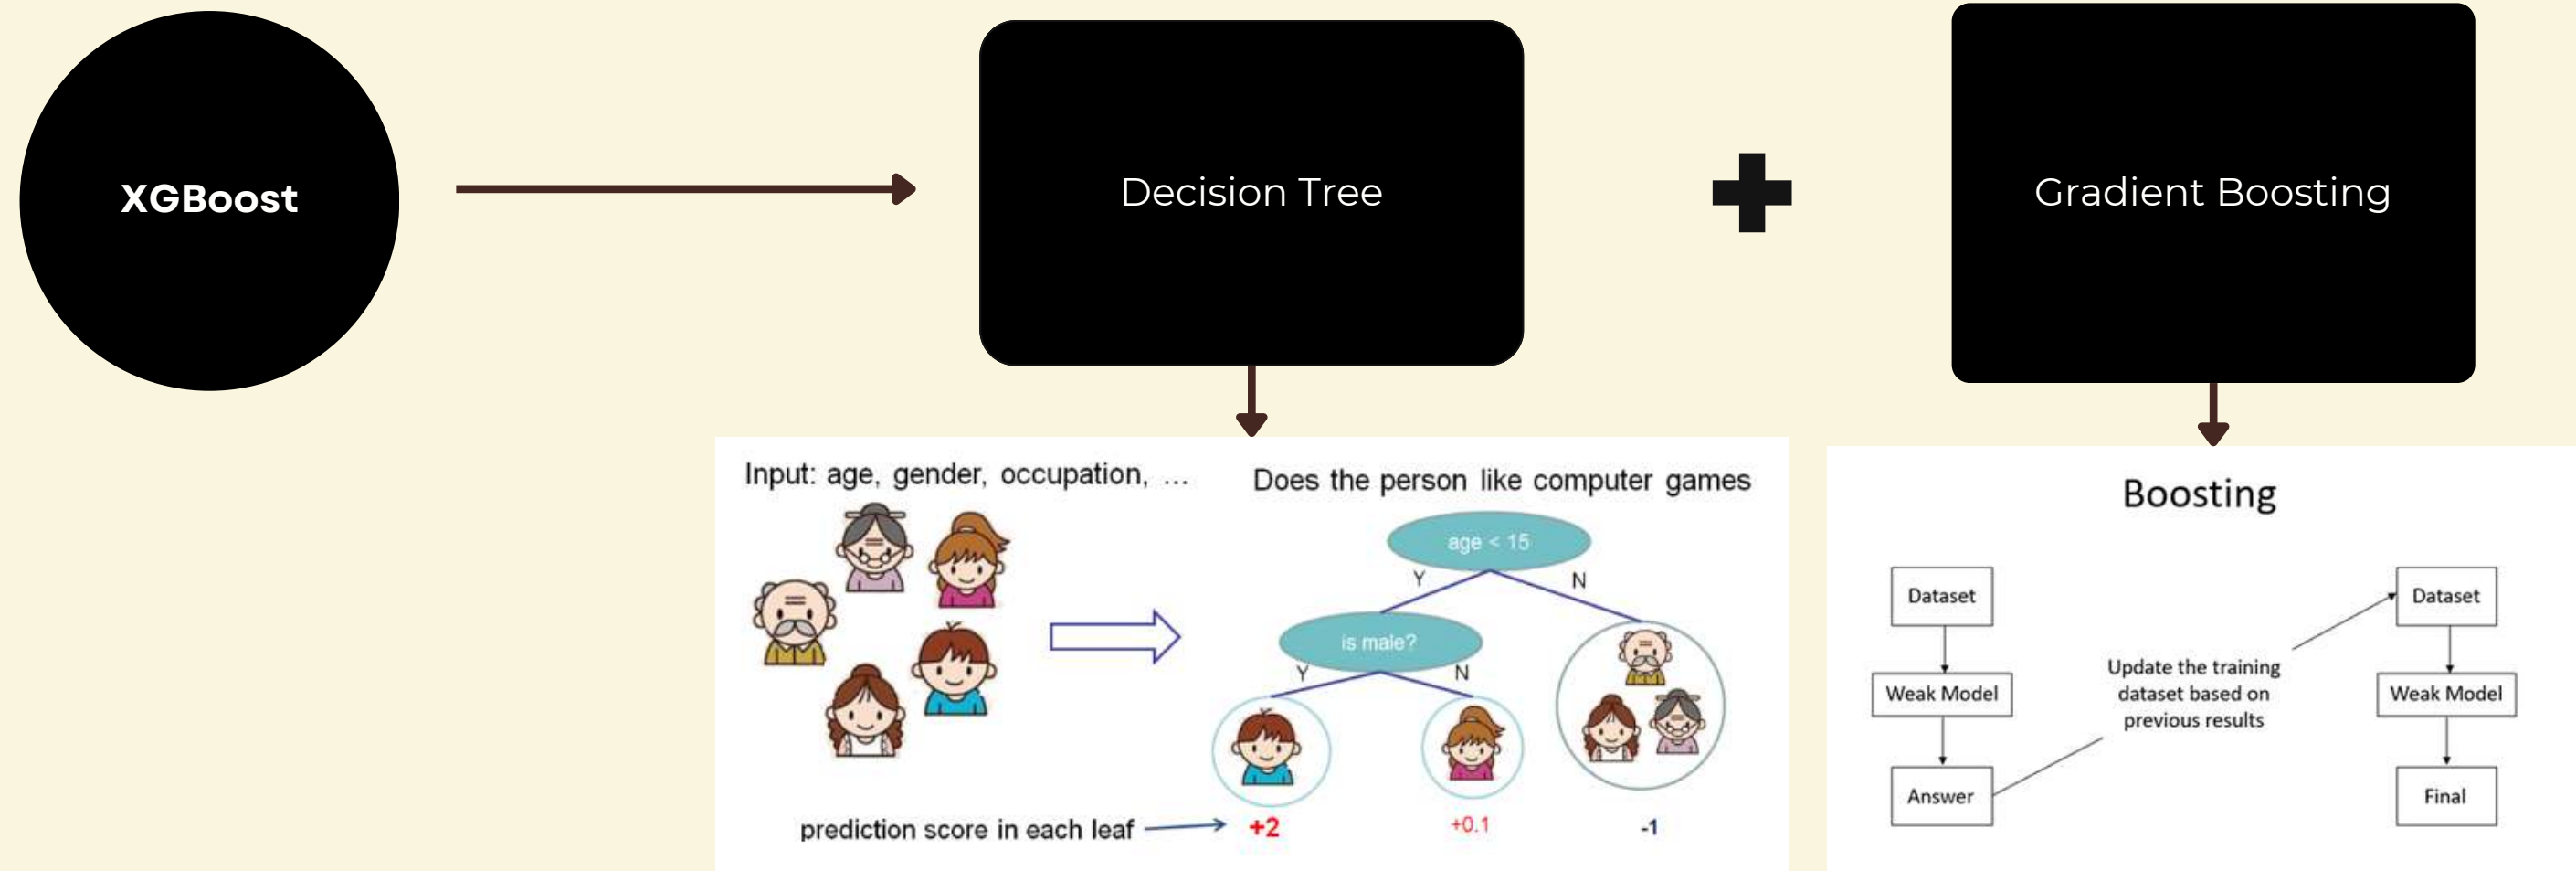 XGBoost
Decision Tree
Gradient Boosting
Input: age, gender, occupation, ...
Does the person like computer games
age < 15
Y
N
is male?
Y
N
prediction score in each leaf
+2
+0.1
-1
Boosting
Dataset
Weak Model
Answer
Update the training
dataset based on
previous results
Dataset
Weak Model
Final